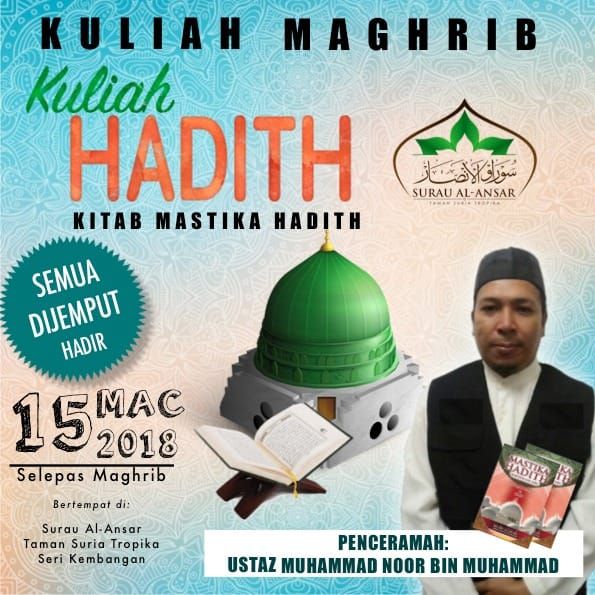 KULIAH MAGHRIB
Kuliah
HADITH
KITAB MASTIKA HADITH
سوراو الأنصار
SURAU AL-ANSAR
TAMAN SURIA TROPIKA
SEMUA
DIJEMPUT
HADIR
15 MAC
2018
Selepas Maghrib
Bertempat di:
Surau Al-Ansar
Taman Suria Tropika
Seri Kembangan
MASTIKA
HADITH
PENCERAMAH:
USTAZ MUHAMMAD NOOR BIN MUHAMMAD